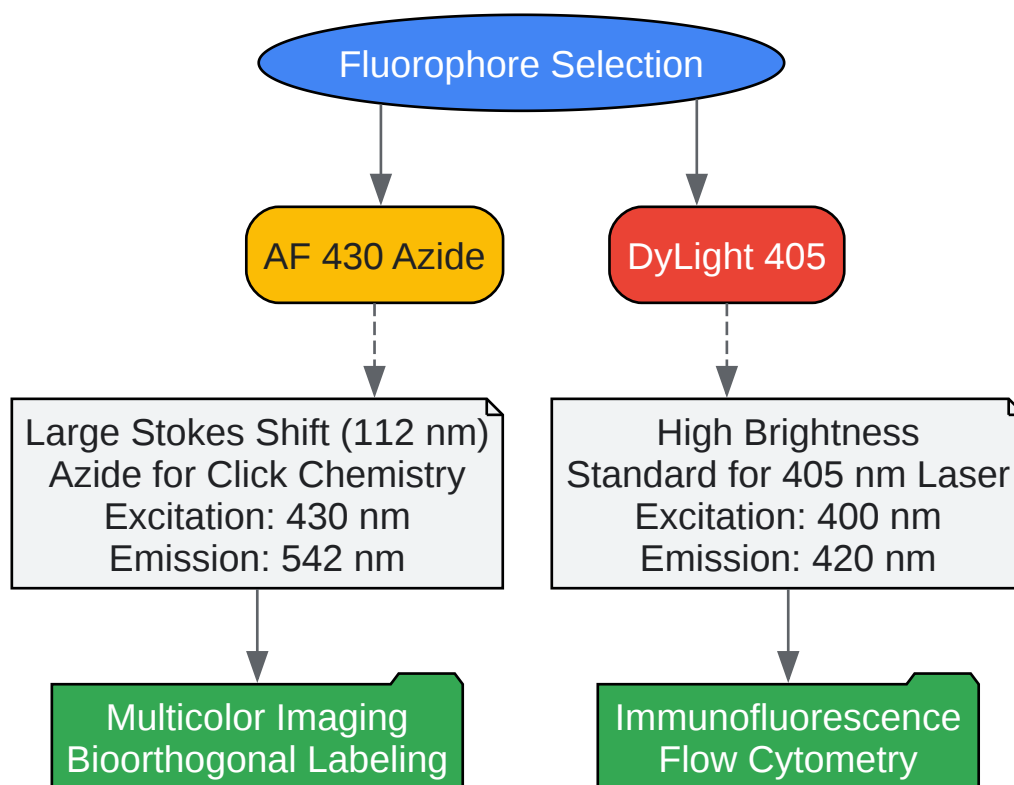 Fluorophore Selection
AF 430 Azide
DyLight 405
Large Stokes Shift (112 nm)
Azide for Click Chemistry
Excitation: 430 nm
Emission: 542 nm
High Brightness
Standard for 405 nm Laser
Excitation: 400 nm
Emission: 420 nm
Multicolor Imaging
Bioorthogonal Labeling
Immunofluorescence
Flow Cytometry